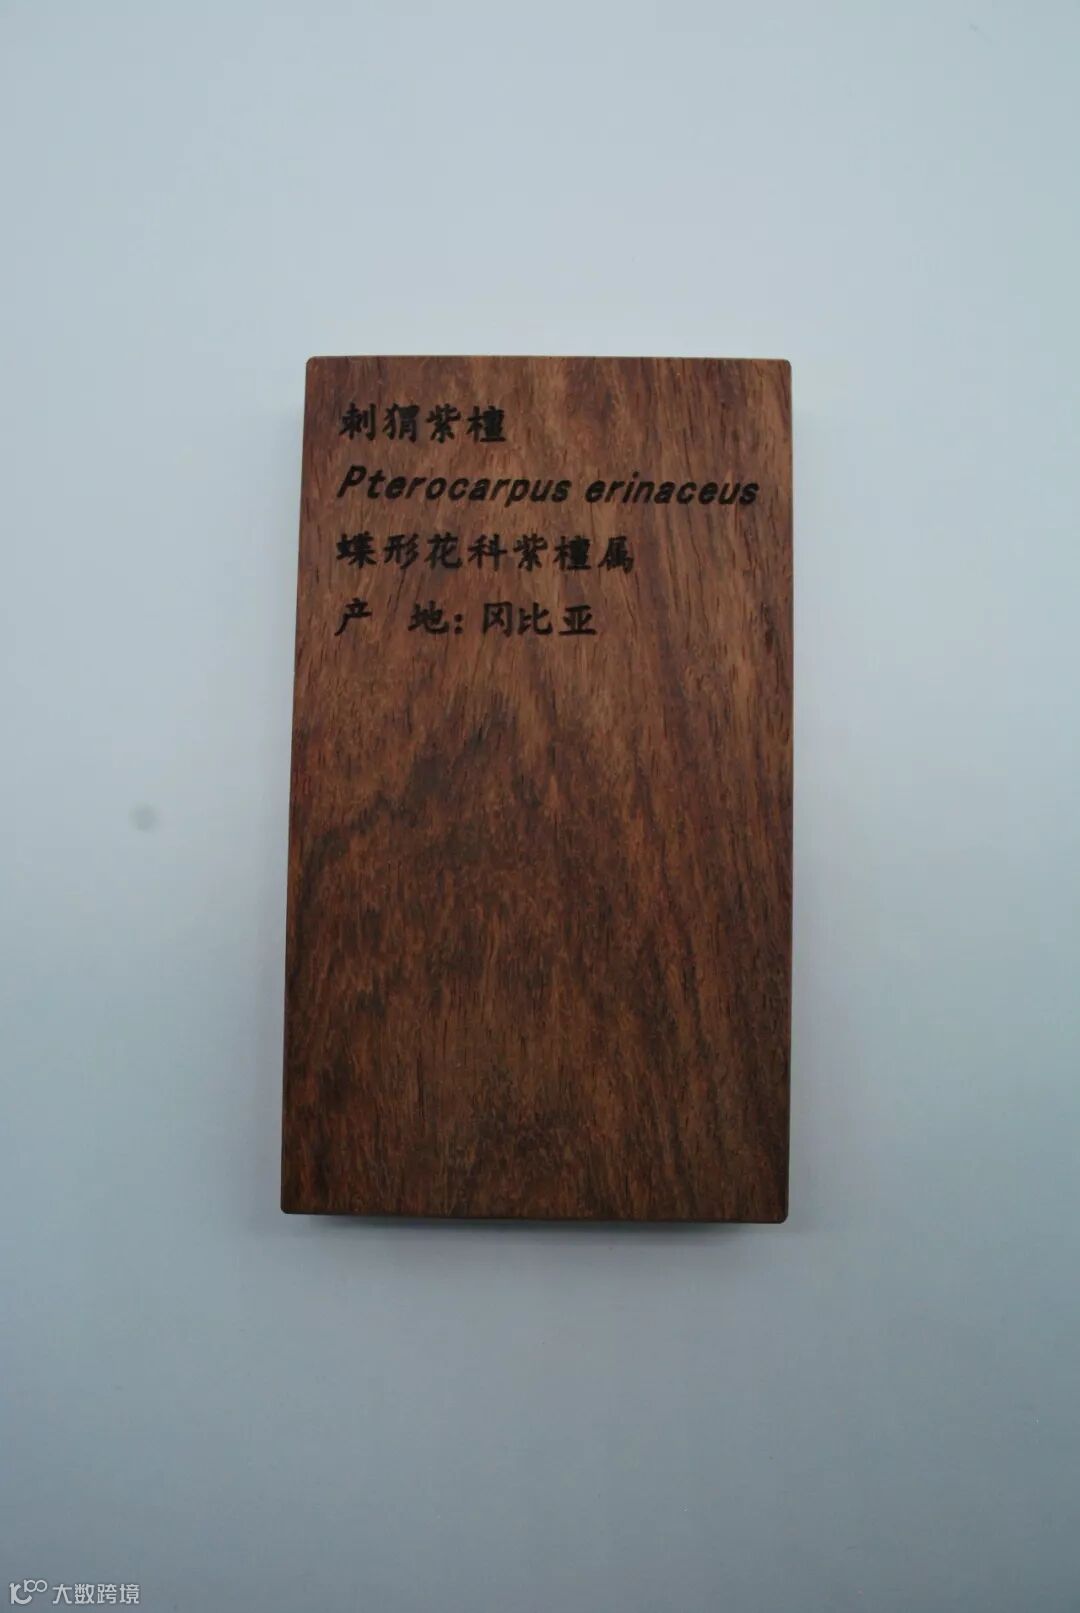 刺猬紫檀
Pterocarpus erinaceus
蝶形花科紫檀属
产 地：冈比亚
大数跨境